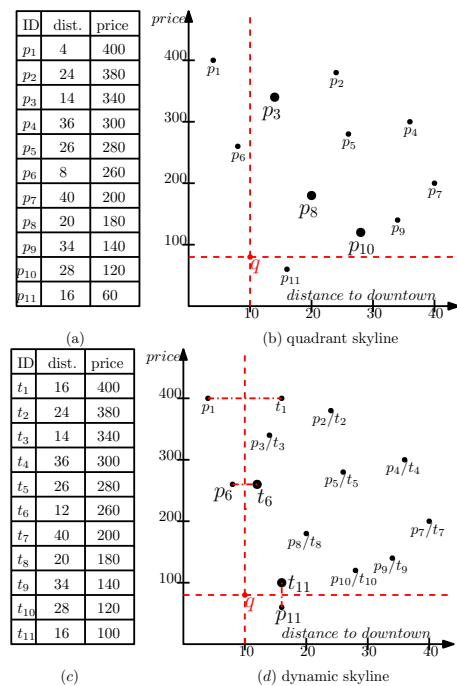 ID dist. price
p1 4 400
p2 24 380
p3 14 340
p4 36 300
p5 26 280
p6 8 260
p7 40 200
p8 20 180
p9 34 140
p10 28 120
p11 16 60
(a)
price
400
300
200
100
p1
p2
p3
p5
p4
p6
p7
p8
p9
p10
q
p11
distance to downtown
10 20 30 40
(b) quadrant skyline
ID dist. price
t1 16 400
t2 24 380
t3 14 340
t4 36 300
t5 26 280
t6 12 260
t7 40 200
t8 20 180
t9 34 140
t10 28 120
t11 16 100
(c)
price
400
300
200
100
p1 t1
p2/t2
p3/t3
p4/t4
p5/t5
p6 t6
p7/t7
p8/t8
p9/t9
p10/t10
t11
q
p11
distance to downtown
10 20 30 40
(d) dynamic skyline